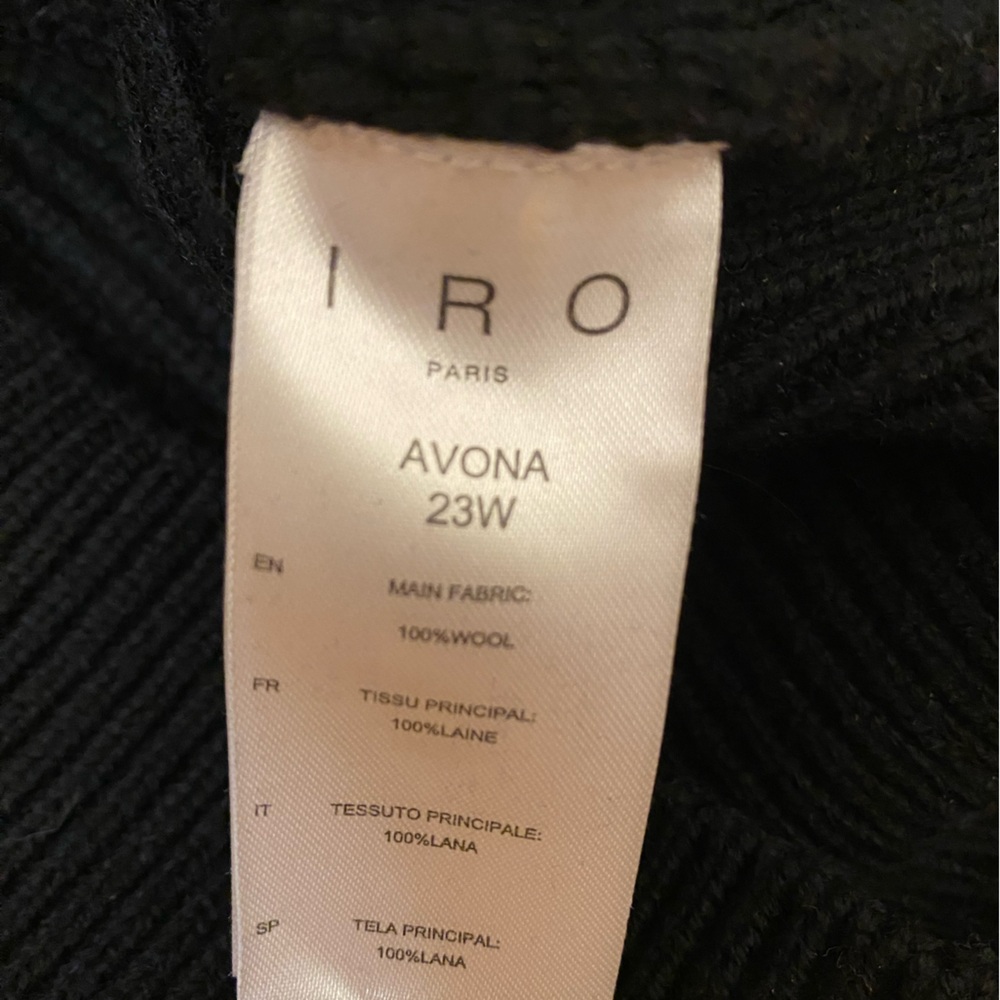 IRO
PARIS
AVONA
23W
EN
MAIN FABRIC:
100%WOOL
FR
TISSU PRINCIPAL:
100%LAINE
IT
TESSUTO PRINCIPALE:
100%LANA
SP
TELA PRINCIPAL:
100%LANA